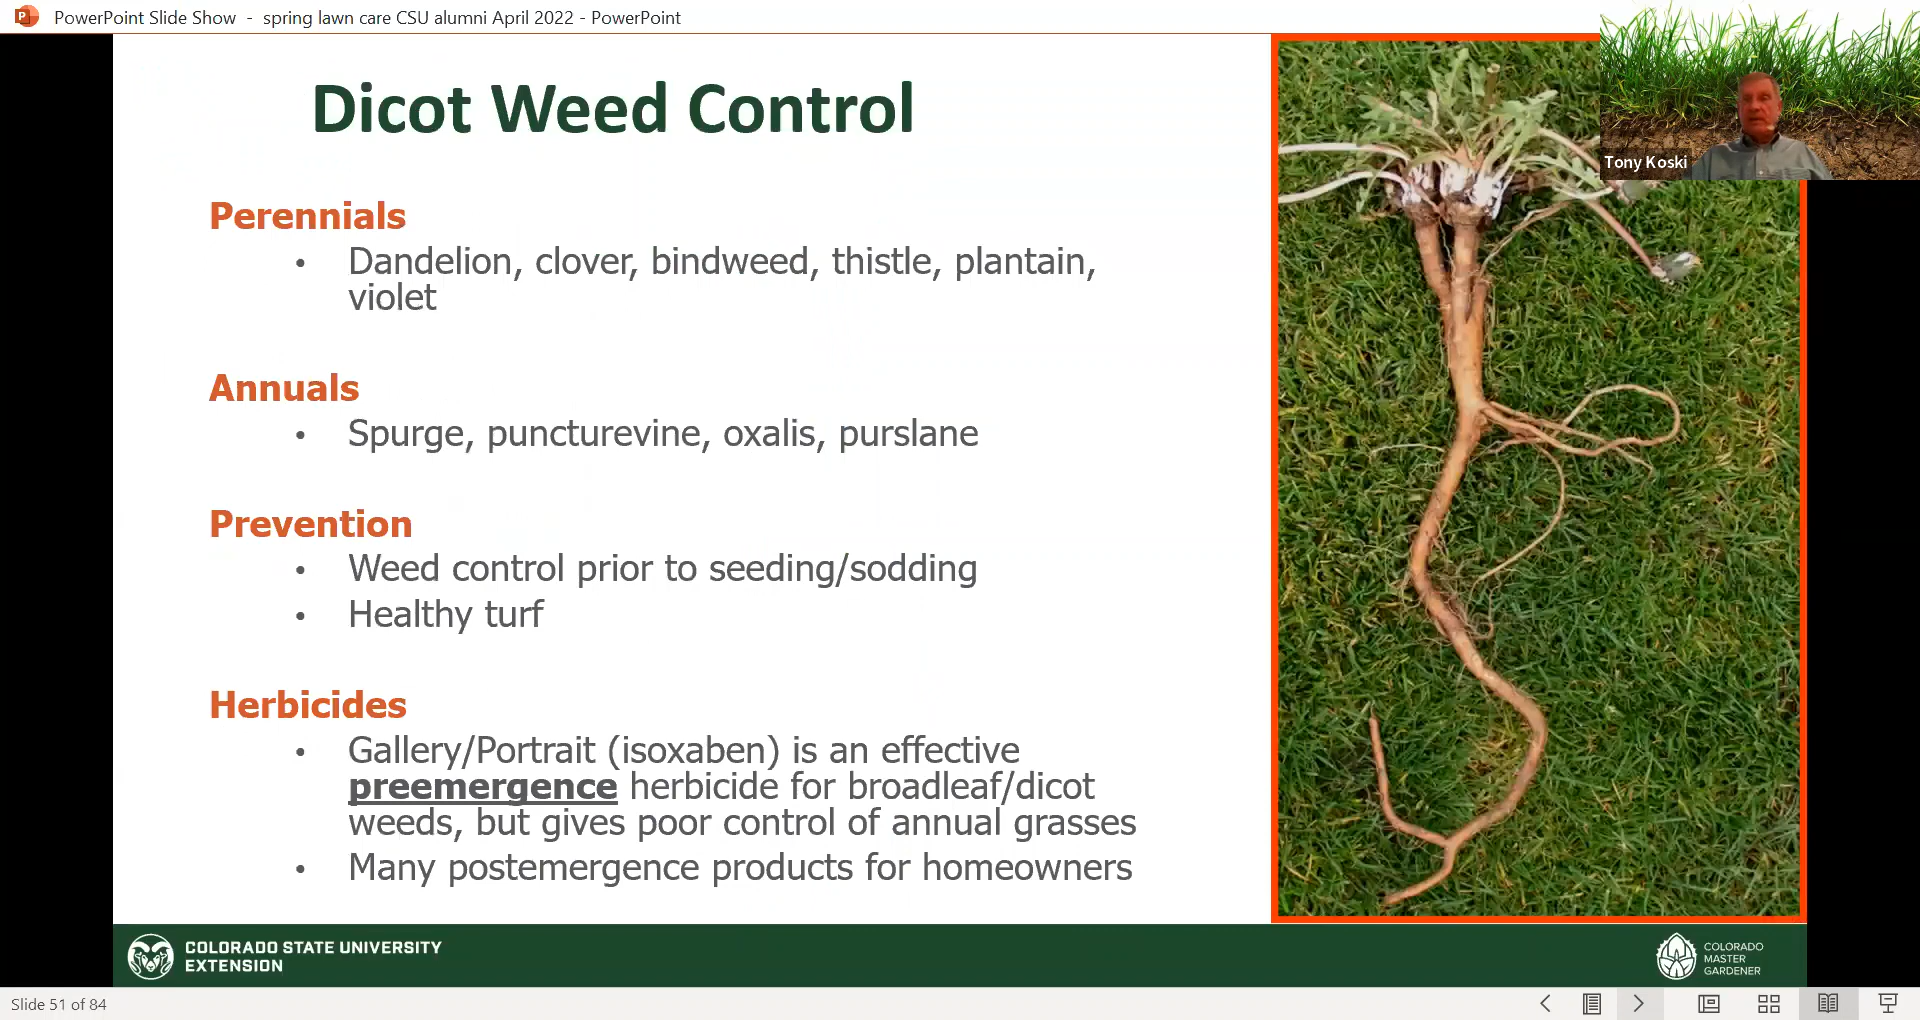 PowerPoint Slide Show - spring lawn care CSU alumni April 2022 - PowerPoint
Tony Koski
Dicot Weed Control
Perennials
• Dandelion, clover, bindweed, thistle, plantain,
violet
Annuals
• Spurge, puncturevine, oxalis, purslane
Prevention
• Weed control prior to seeding/sodding
• Healthy turf
Herbicides
• Gallery/Portrait (isoxaben) is an effective
preemergence herbicide for broadleaf/dicot
weeds, but gives poor control of annual grasses
• Many postemergence products for homeowners
COLORADO STATE UNIVERSITY
EXTENSION
COLORADO
MASTER
GARDENER
Slide 51 of 84